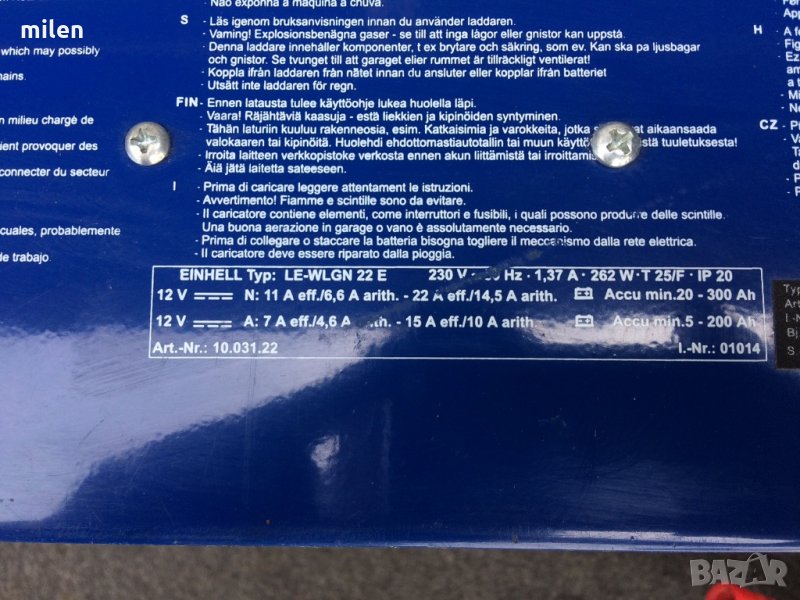 milen
Não exponha a máquina à chuva.
which may possibly
en milieu chargé de
connecter du secteur
cuales, probablemente
de trabajo.
S - Läs igenom bruksanvisningen innan du använder laddaren.
- Varning! Explosionsbenägna gaser - se till att inga lågor eller gnistor kan uppstå.
- Denna laddare innehåller komponenter, t ex brytare och säkring, som ev. Kan ska pa ljusbagar
och gnistor. Se tvunget till att garaget eller rummet är tillräckligt ventilerat!
- Koppla ifrån laddaren från nätet innan du ansluter eller kopplar ifrån batteriet
- Utsätt inte laddaren för regn.
FIN - Ennen latausta tulee käyttöohje lukea huolella läpi.
- Vaara! Räjähtäviä kaasuja - estä liekkien ja kipinöiden syntyminen.
- Tähän laturiin kuuluu rakenneosia, esim. Katkaisimia ja varokkeita, jotka aikaansaada
valokaaren tai kipinöitä. Huolehdi ehdottomastiautotallin tai muun tuuletuksesta!
- Irroita laitteen verkkopistoke verkosta ennen akun liittämistä tai
- Äiä jätä laitetta sateeseen.
I - Prima di caricare leggere attentament le istruzioni.
- Avvertimento! Fiamme e scintille sono da evitare.
- Il caricatore contiene elementi, come interruttori e fusibili, i quali possono produrre delle scintille.
Una buona aerazione in garage o vano è assolutamente necessario.
- Prima di collegare o staccare la batteria bisogna togliere il meccanismo dalla rete elettrica.
- Il caricatore deve essere riparato dalla pioggia.
H - A
CZ
EINHELL Typ: LE-WLGN 22 E 230 V ~ Hz · 1,37 A · 262 W · T 25/F · IP 20
12 V N: 11 A eff./6,6 A arith. - 22 A eff./14,5 A arith. Accu min.20 - 300 Ah
12 V A: 7 A eff./4,6 A arith. - 15 A eff./10 A arith. Accu min.5 - 200 Ah
Art.-Nr.: 10.031.22 I.-Nr.: 01014
BAZAR